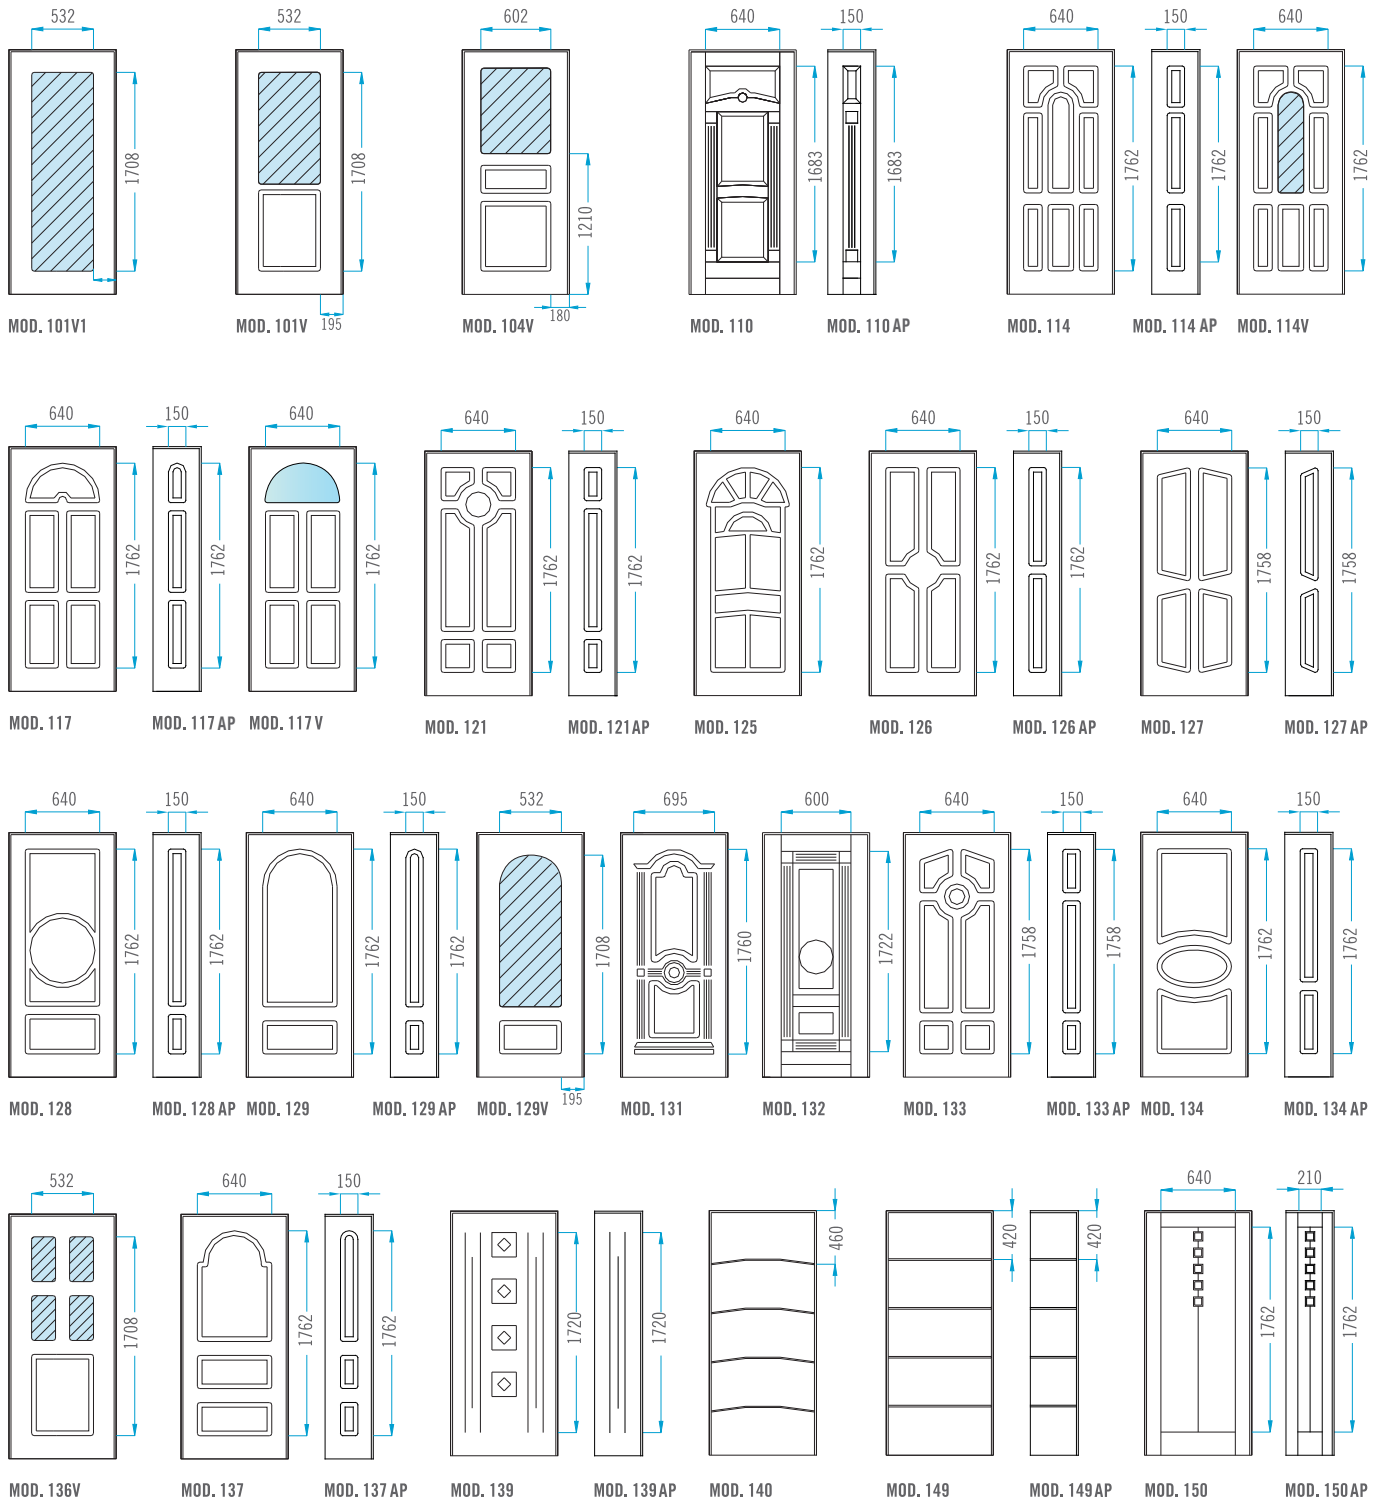 532 532 602 640 150 640 150 640
1708 1708 1210 1683 1683 1762 1762 1762
195 180
MOD. 101V1 MOD. 101V MOD. 104V MOD. 110 MOD. 110 AP MOD. 114 MOD. 114 AP MOD. 114V
640 150 640 640 150 640 640 150 640 150
1762 1762 1762 1762 1762 1762 1762 1762 1758 1758
MOD. 117 MOD. 117 AP MOD. 117 V MOD. 121 MOD. 121 AP MOD. 125 MOD. 126 MOD. 126 AP MOD. 127 MOD. 127 AP
640 150 640 150 532 695 600 640 150 640 150
1762 1762 1762 1762 1708 1760 1722 1758 1758 1762 1762
195
MOD. 128 MOD. 128 AP MOD. 129 MOD. 129 AP MOD. 129V MOD. 131 MOD. 132 MOD. 133 MOD. 133 AP MOD. 134 MOD. 134 AP
532 640 150 640 210
460 420 420
1708 1762 1762 1720 1720 1762 1762
MOD. 136V MOD. 137 MOD. 137 AP MOD. 139 MOD. 139 AP MOD. 140 MOD. 149 MOD. 149 AP MOD. 150 MOD. 150 AP